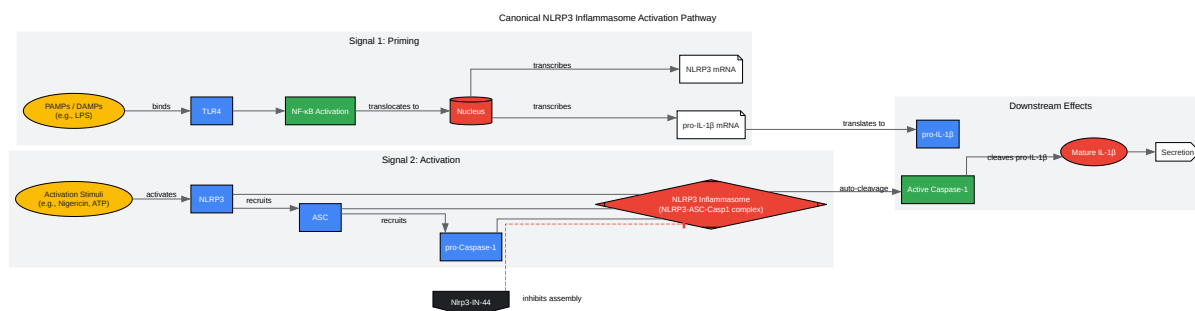 Canonical NLRP3 Inflammasome Activation Pathway
Signal 1: Priming
PAMPs / DAMPs
(e.g., LPS)
binds
TLR4
NF-κB Activation
translocates to
Nucleus
transcribes
NLRP3 mRNA
transcribes
pro-IL-1β mRNA
translates to
Downstream Effects
pro-IL-1β
cleaves pro-IL-1β
Mature IL-1β
Secretion
Active Caspase-1
auto-cleavage
Signal 2: Activation
Activation Stimuli
(e.g., Nigericin, ATP)
activates
NLRP3
recruits
ASC
recruits
pro-Caspase-1
NLRP3 Inflammasome
(NLRP3-ASC-Casp1 complex)
Nlrp3-IN-44
inhibits assembly